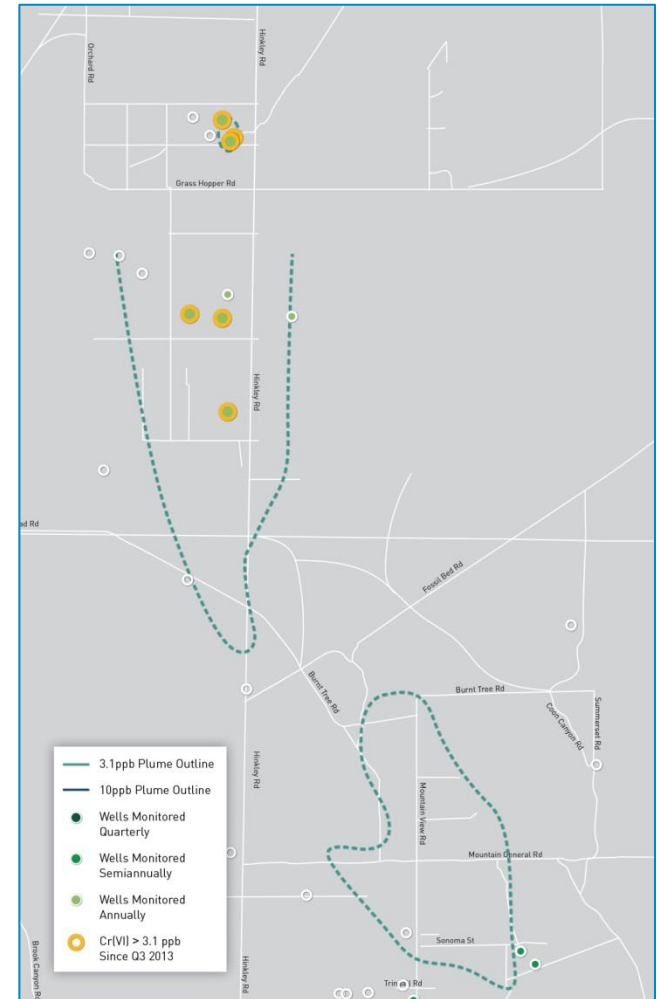 Orchard Rd
Hinkley Rd
Grass Hopper Rd
Hinkley Rd
ad Rd
Fossil Bed Rd
Burnt Tree Rd
Burnt Tree Rd
Coon Canyon Rd
Summerset Rd
3.1ppb Plume Outline
10ppb Plume Outline
Wells Monitored
Quarterly
Wells Monitored
Semiannually
Wells Monitored
Annually
Cr(VI) > 3.1 ppb
Since Q3 2013
Hinkley Rd
Mountain View Rd
Mountain General Rd
Sonoma St
Brook Canyon Rd
Hinkley Rd
Rd